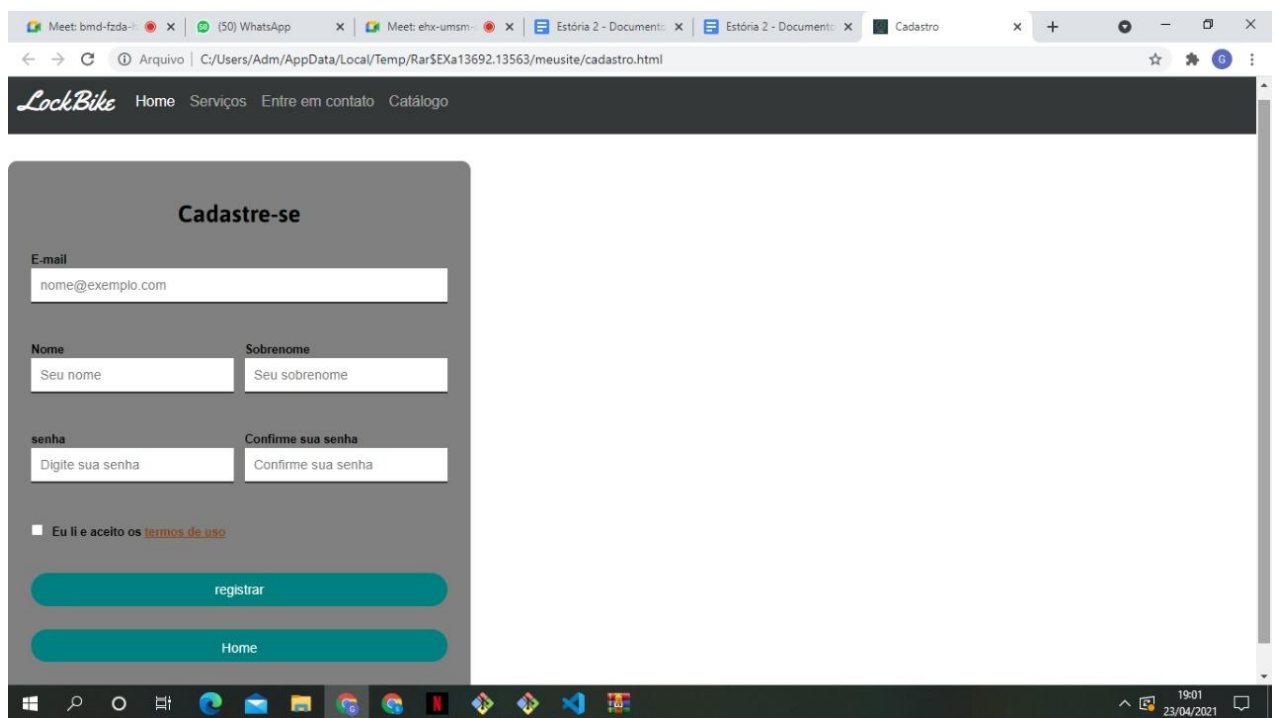 Meet: bmd-fzda-h
(50) WhatsApp
Meet: ehx-umsm-
Estória 2 - Documento
Estória 2 - Documento
Cadastro
Arquivo | C:/Users/Adm/AppData/Local/Temp/Rar$EXa13692.13563/meusite/cadastro.html
G
LockBike Home Serviços Entre em contato Catálogo
Cadastre-se
E-mail
nome@exemplo.com
Nome Sobrenome
Seu nome Seu sobrenome
senha Confirme sua senha
Digite sua senha Confirme sua senha
Eu li e aceito os termos de uso
registrar
Home
19:01
23/04/2021